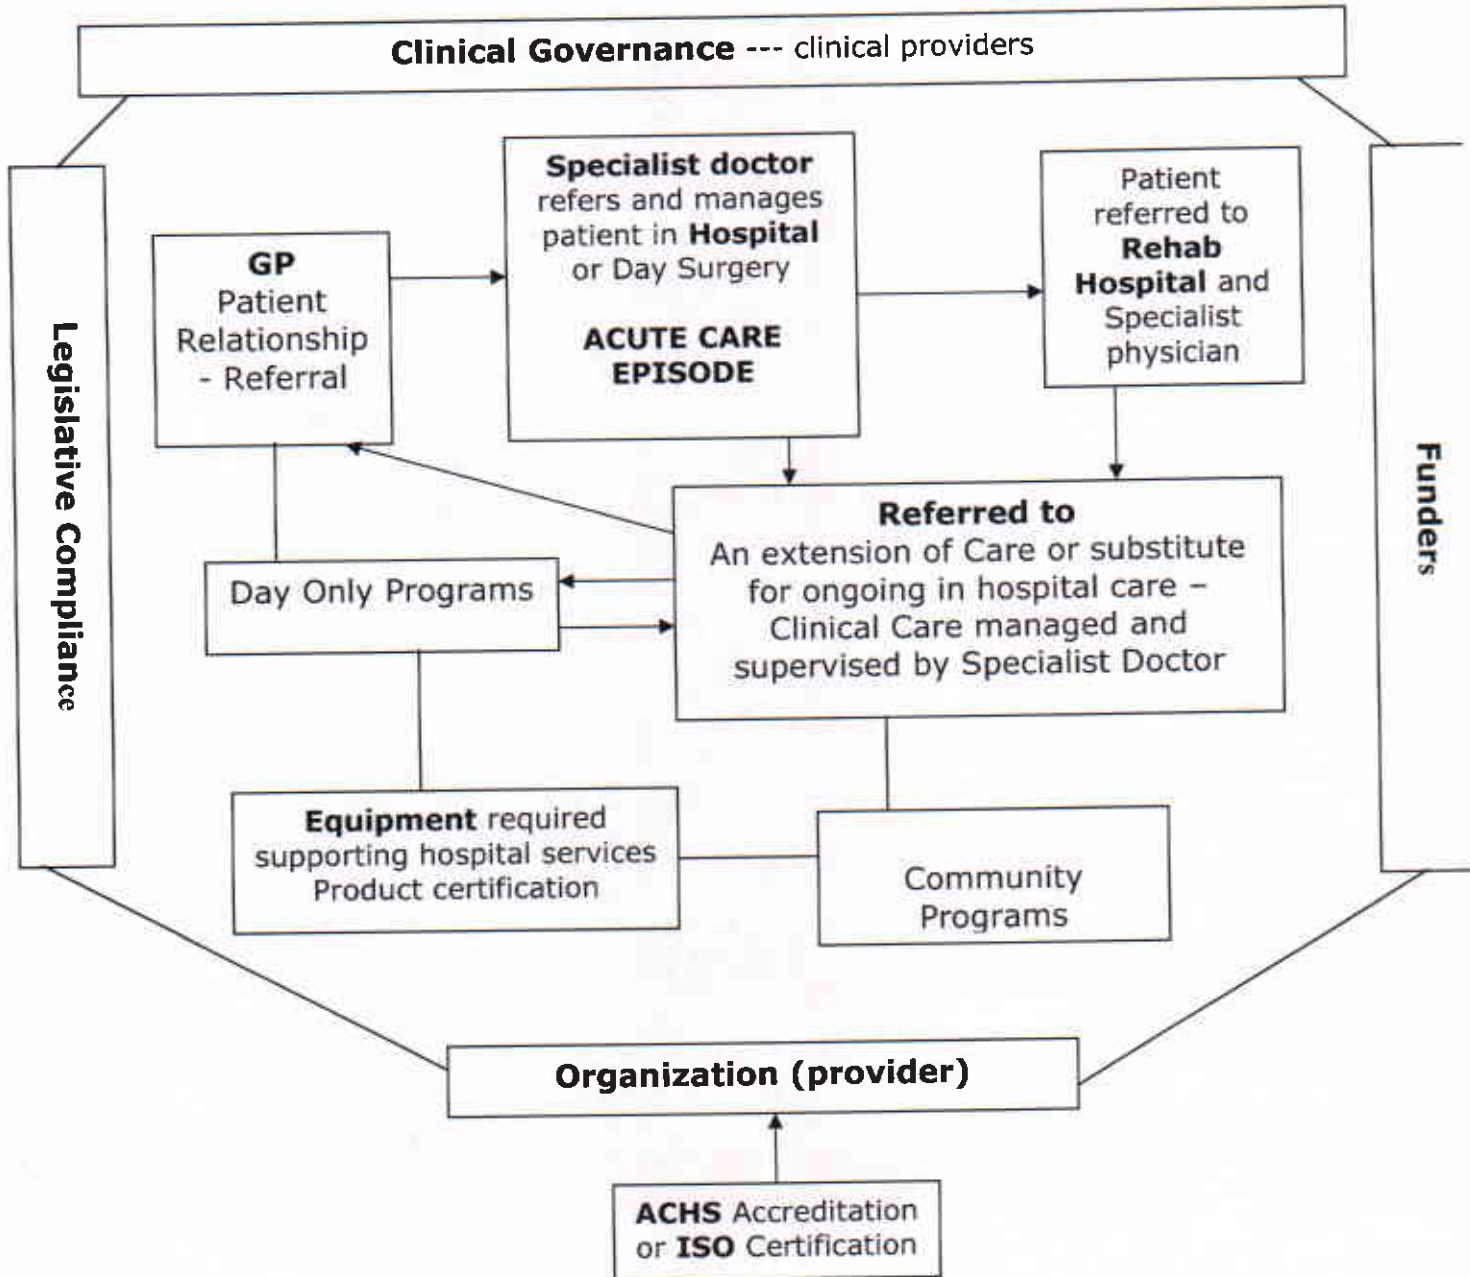 Clinical Governance --- clinical providers
Specialist doctor
refers and manages
patient in Hospital
or Day Surgery
ACUTE CARE
EPISODE
Patient
referred to
Rehab
Hospital and
Specialist
physician
GP
Patient
Relationship
- Referral
Legislative Compliance
Funders
Referred to
An extension of Care or substitute
for ongoing in hospital care –
Clinical Care managed and
supervised by Specialist Doctor
Day Only Programs
Equipment required
supporting hospital services
Product certification
Community
Programs
Organization (provider)
ACHS Accreditation
or ISO Certification